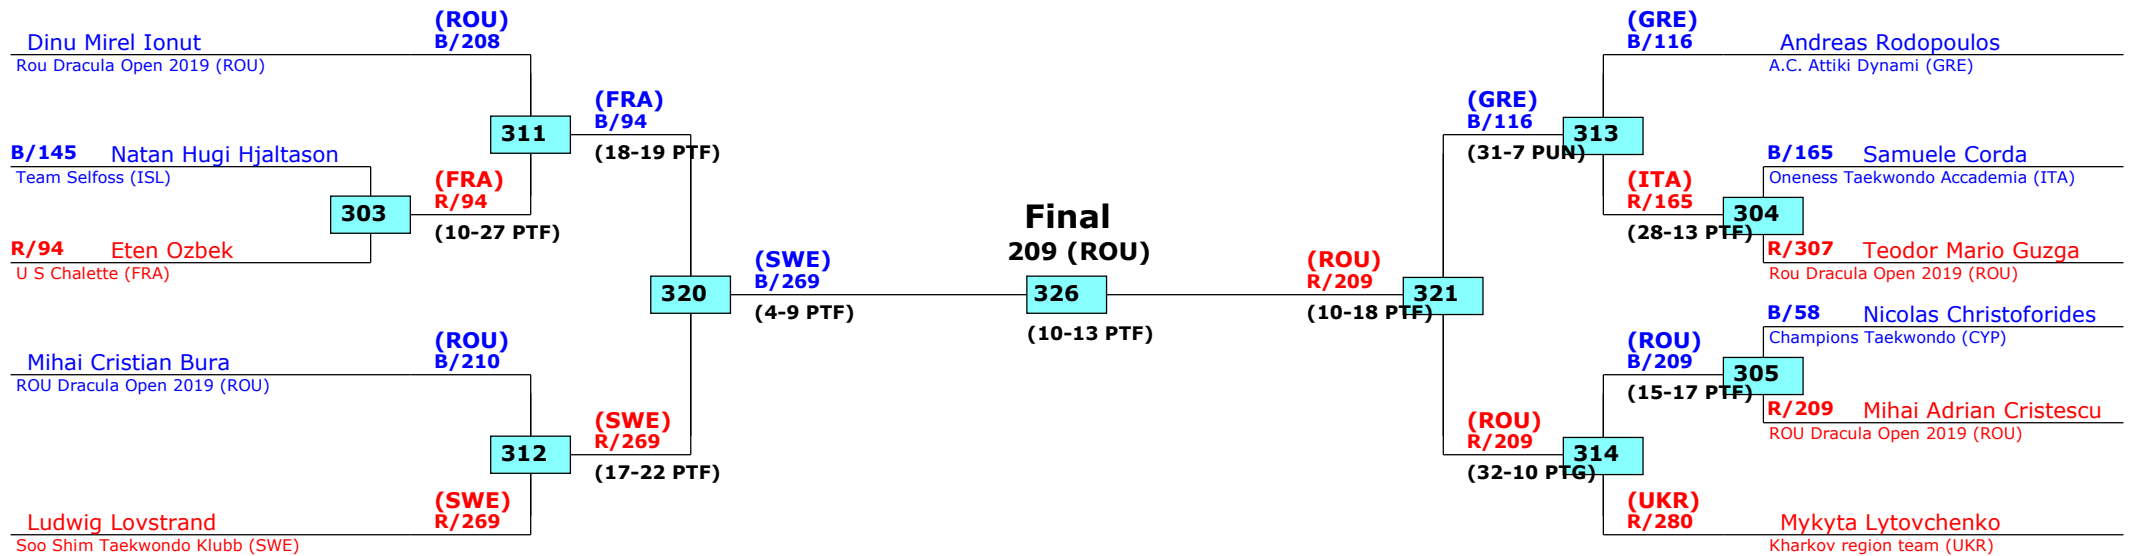 (ROU)
B/208
Dinu Mirel Ionut
Rou Dracula Open 2019 (ROU)
(FRA)
B/94
311
(18-19 PTF)
B/145 Natan Hugi Hjaltason
Team Selfoss (ISL)
(FRA)
R/94
303
(10-27 PTF)
R/94 Eten Ozbek
U S Chalette (FRA)
(SWE)
B/269
320
(4-9 PTF)
(ROU)
B/210
Mihai Cristian Bura
ROU Dracula Open 2019 (ROU)
(SWE)
R/269
312
(17-22 PTF)
(SWE)
R/269
Ludwig Lovstrand
Soo Shim Taekwondo Klubb (SWE)
Final
209 (ROU)
326
(10-13 PTF)
(GRE)
B/116
Andreas Rodopoulos
A.C. Attiki Dynami (GRE)
(GRE)
B/116
313
(31-7 PUN)
B/165 Samuele Corda
Oneness Taekwondo Accademia (ITA)
(ITA)
R/165
304
(28-13 PTF)
R/307 Teodor Mario Guzga
Rou Dracula Open 2019 (ROU)
(ROU)
R/209
321
(10-18 PTF)
B/58 Nicolas Christoforides
Champions Taekwondo (CYP)
(ROU)
B/209
305
(15-17 PTF)
R/209 Mihai Adrian Cristescu
ROU Dracula Open 2019 (ROU)
(ROU)
R/209
314
(32-10 PTG)
(UKR)
R/280
Mykyta Lytovchenko
Kharkov region team (UKR)